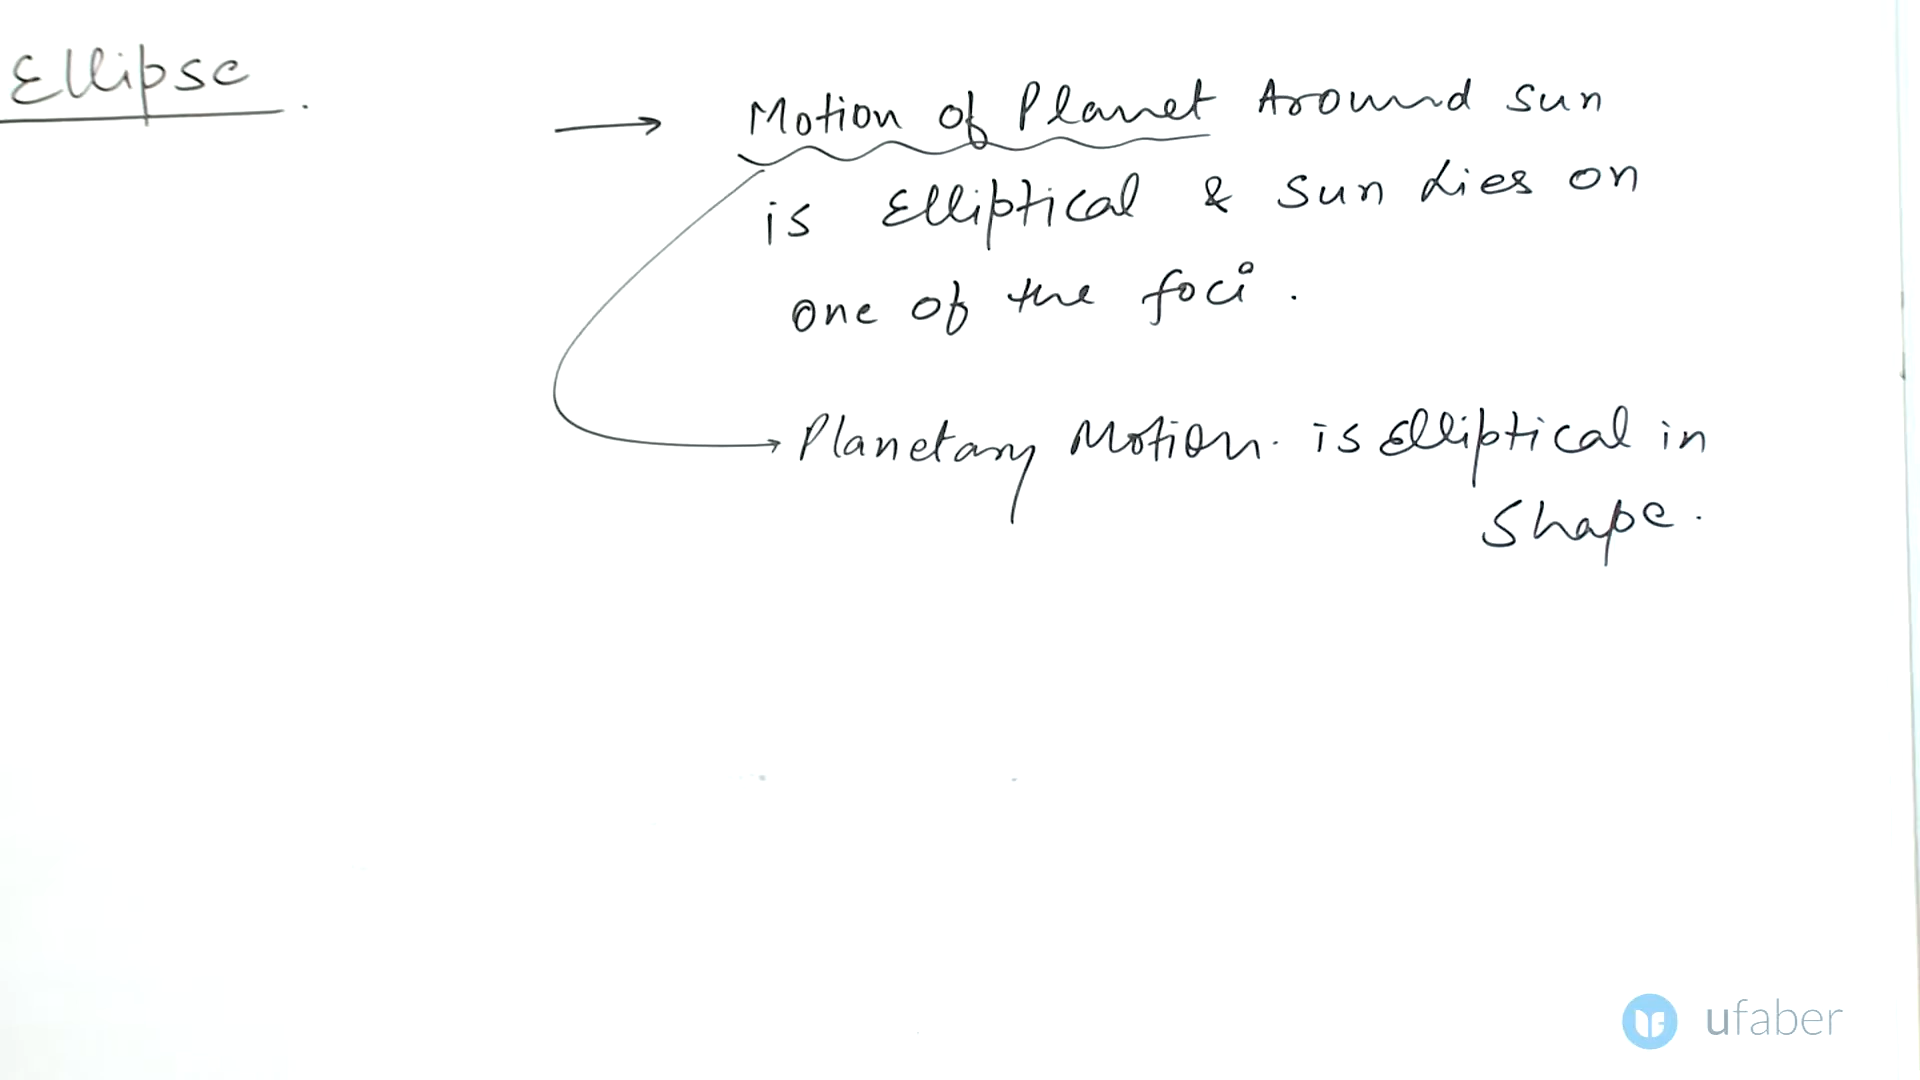 Ellipse.
→ Motion of Planet Around sun
is Elliptical & sun Lies on
one of the foci.
→ Planetary Motion. is Elliptical in
Shape.
ufaber